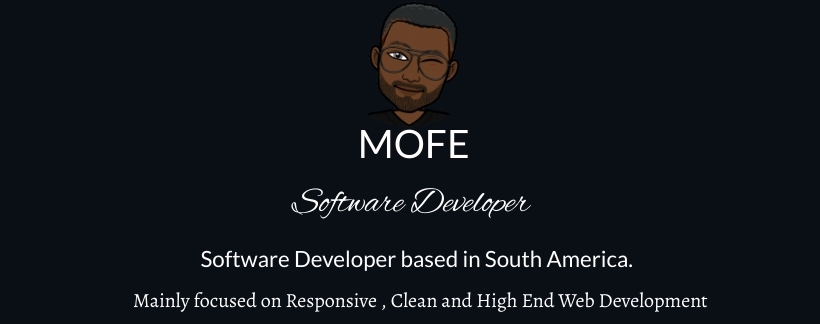 MOFE
Software Developer
Software Developer based in South America.
Mainly focused on Responsive , Clean and High End Web Development